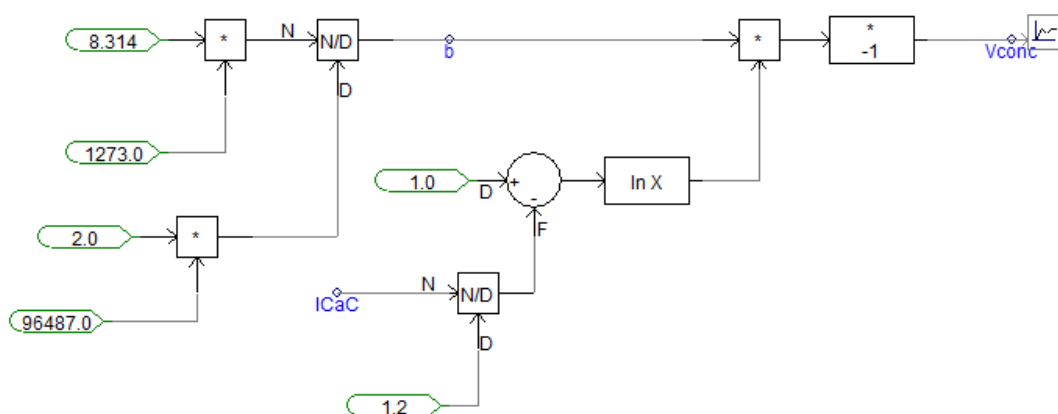 8.314
*
N
N/D
b
*
*
-1
Vconc
D
1273.0
1.0
D
+
-
ln X
2.0
*
F
ICaC
N
N/D
96487.0
D
1.2